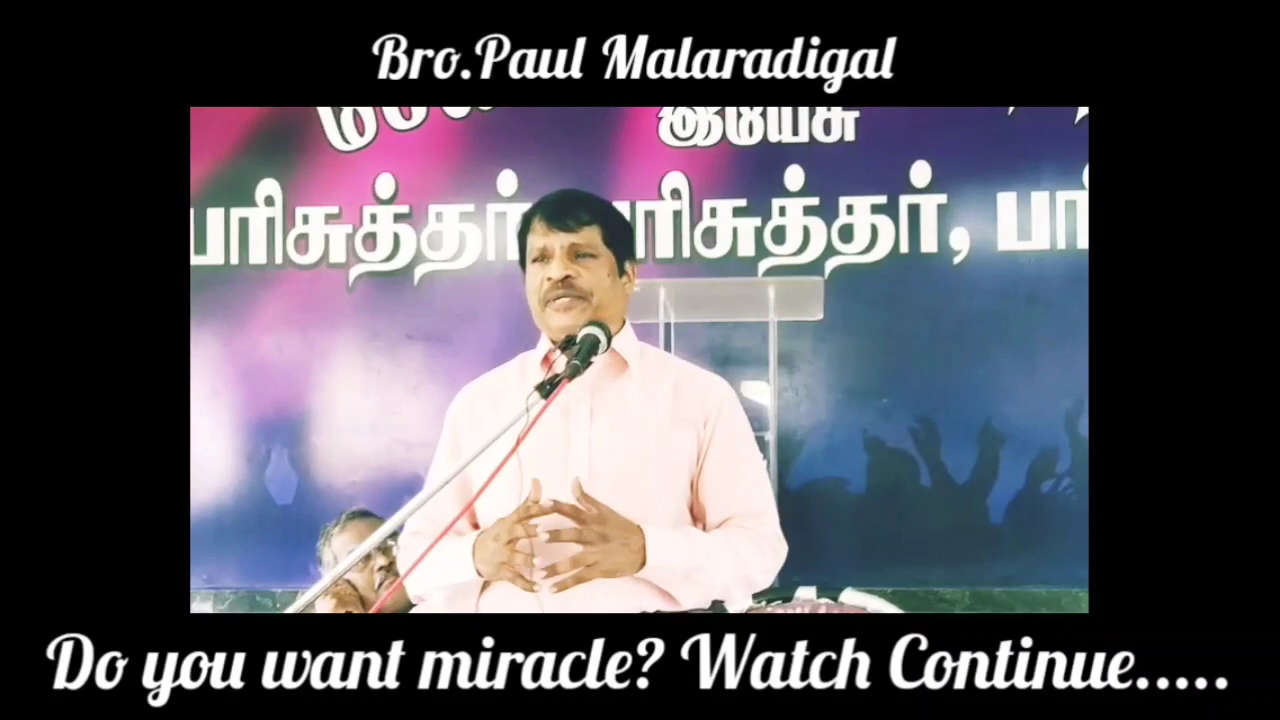 Bro.Paul Malaradigal
இயேசு
பரிசுத்தர் பரிசுத்தர்,
Do you want miracle? Watch Continue.....